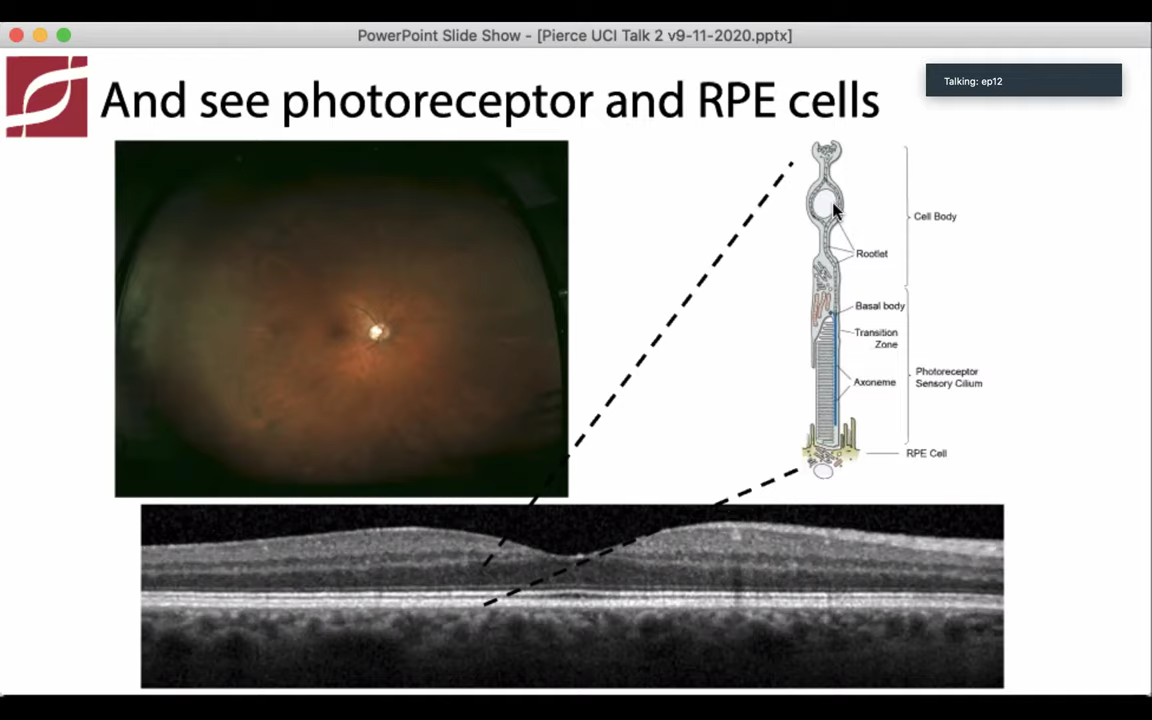 PowerPoint Slide Show - [Pierce UCI Talk 2 v9-11-2020.pptx]
Talking: ep12
And see photoreceptor and RPE cells
Cell Body
Rootlet
Basal body
Transition
Zone
Photoreceptor
Sensory Cilium
Axoneme
RPE Cell